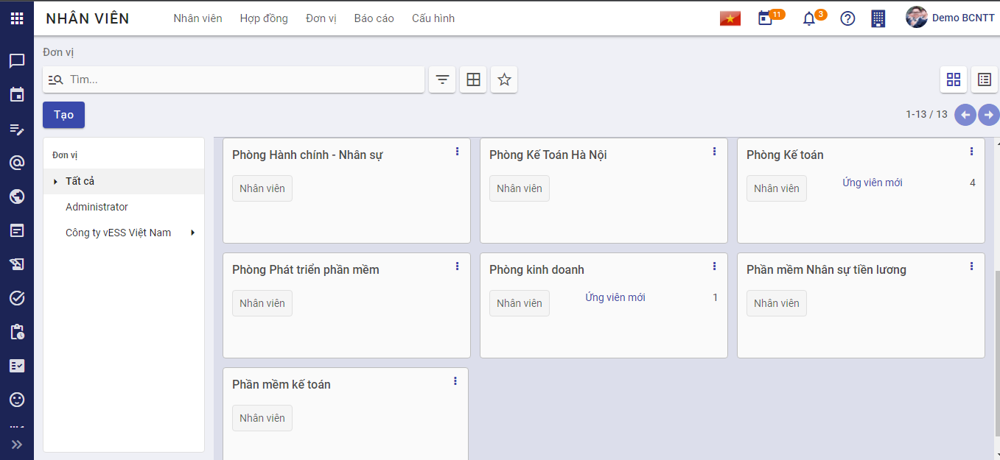 NHÂN VIÊN Nhân viên Hợp đồng Đơn vị Báo cáo Cấu hình 11 3 Demo BCNTT
Đơn vị
Tìm...
Tạo 1-13 / 13
Đơn vị
Tất cả
Administrator
Công ty vESS Việt Nam
Phòng Hành chính - Nhân sự
Nhân viên
Phòng Kế Toán Hà Nội
Nhân viên
Phòng Kế toán
Nhân viên Ứng viên mới 4
Phòng Phát triển phần mềm
Nhân viên
Phòng kinh doanh
Nhân viên Ứng viên mới 1
Phần mềm Nhân sự tiền lương
Nhân viên
Phần mềm kế toán
Nhân viên